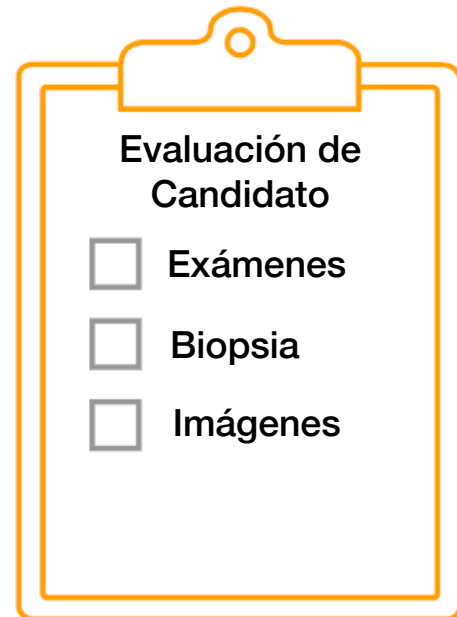 Evaluación de
Candidato
Exámenes
Biopsia
Imágenes